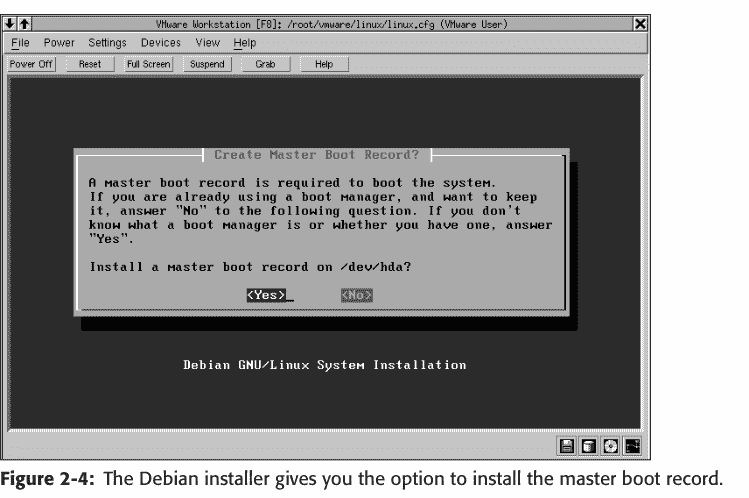 VMware Workstation [F8]: /root/vmware/linux/linux.cfg (VMware User)
File Power Settings Devices View Help
Power Off Reset Full Screen Suspend Grab Help
Create Master Boot Record?
A master boot record is required to boot the system.
If you are already using a boot manager, and want to keep
it, answer "No" to the following question. If you don't
know what a boot manager is or whether you have one, answer
"Yes".
Install a master boot record on /dev/hda?
<Yes> <No>
Debian GNU/Linux System Installation
Figure 2-4: The Debian installer gives you the option to install the master boot record.